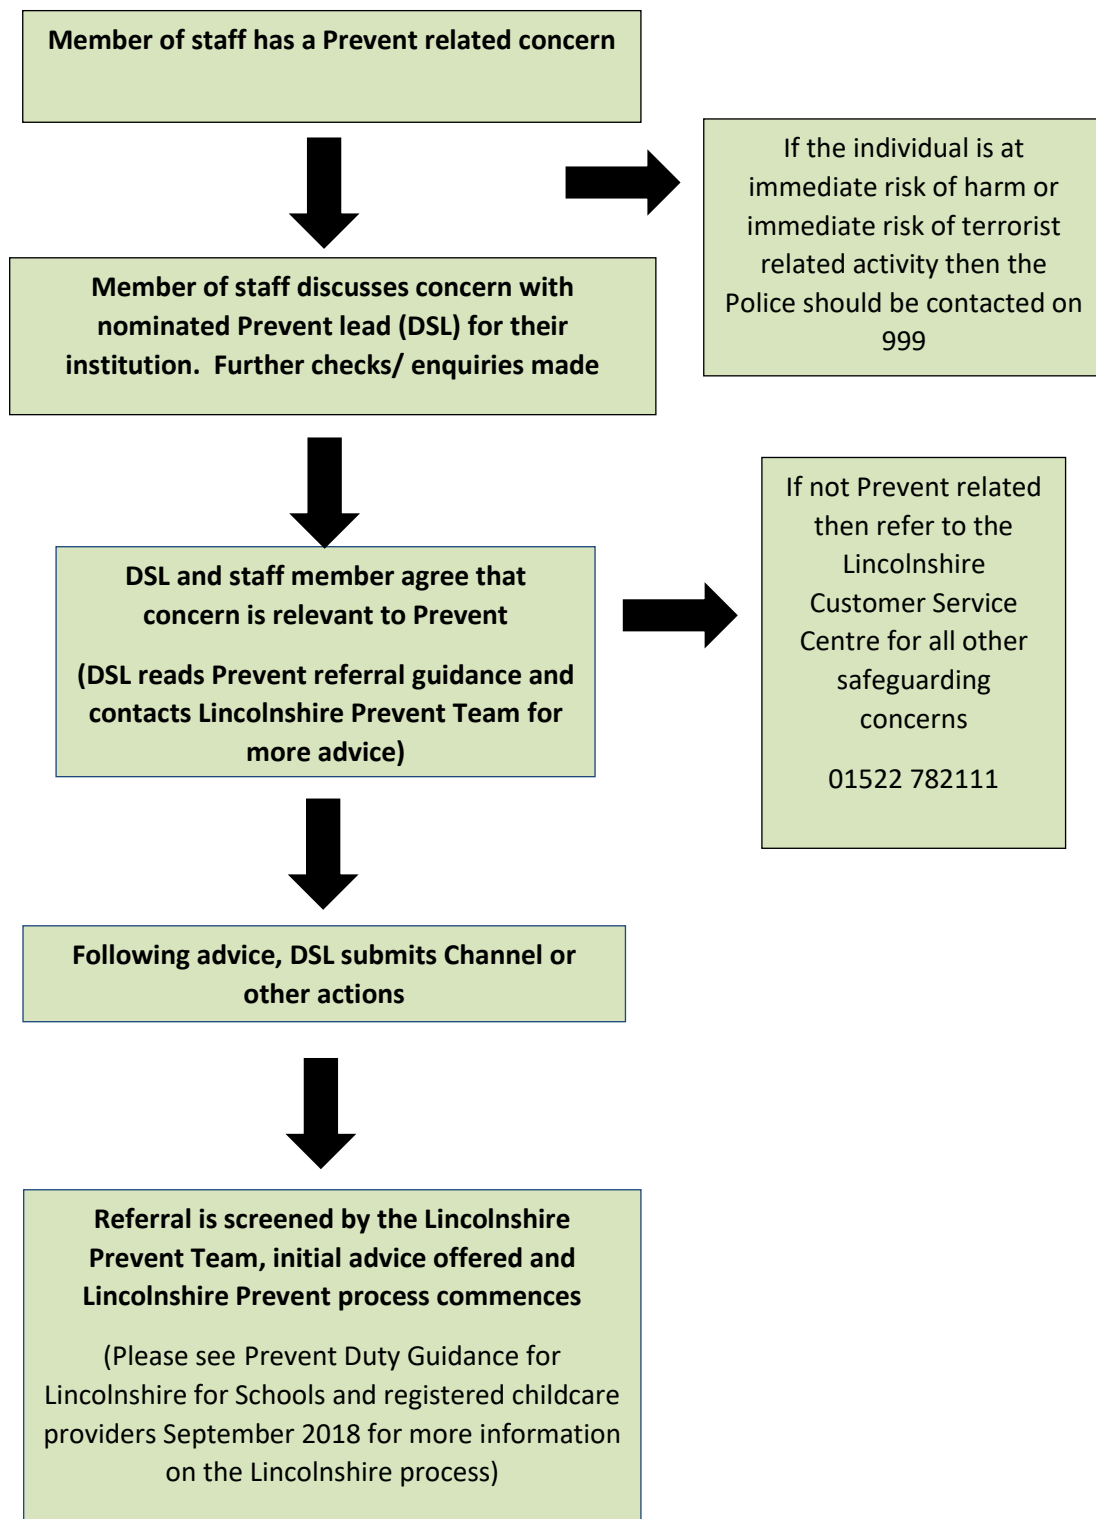 Member of staff has a Prevent related concern
If the individual is at
immediate risk of harm or
immediate risk of terrorist
related activity then the
Police should be contacted on
999
Member of staff discusses concern with
nominated Prevent lead (DSL) for their
institution.  Further checks/ enquiries made
If not Prevent related
then refer to the
Lincolnshire
Customer Service
Centre for all other
safeguarding
concerns
01522 782111
DSL and staff member agree that
concern is relevant to Prevent
(DSL reads Prevent referral guidance and
contacts Lincolnshire Prevent Team for
more advice)
Following advice, DSL submits Channel or
other actions
Referral is screened by the Lincolnshire
Prevent Team, initial advice offered and
Lincolnshire Prevent process commences
(Please see Prevent Duty Guidance for
Lincolnshire for Schools and registered childcare
providers September 2018 for more information
on the Lincolnshire process)